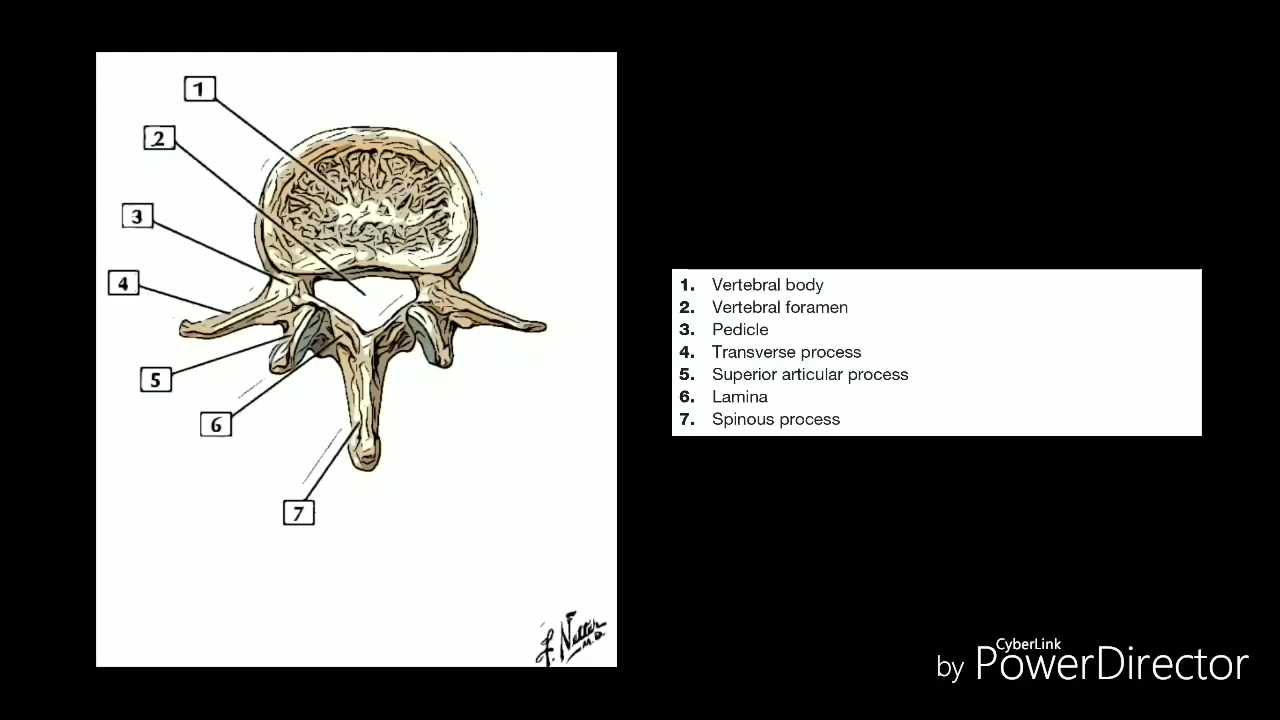 1
2
3
4
5
6
7
F. Netter
M.D.
1. Vertebral body
2. Vertebral foramen
3. Pedicle
4. Transverse process
5. Superior articular process
6. Lamina
7. Spinous process
by CyberLink PowerDirector